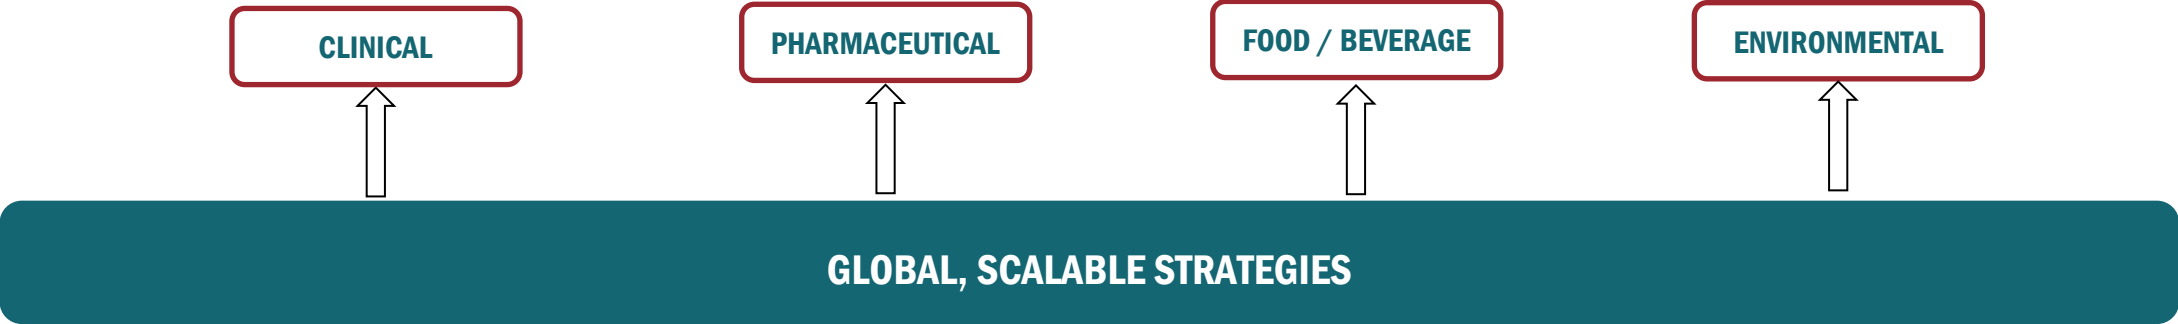 CLINICAL
PHARMACEUTICAL
FOOD / BEVERAGE
ENVIRONMENTAL
GLOBAL, SCALABLE STRATEGIES